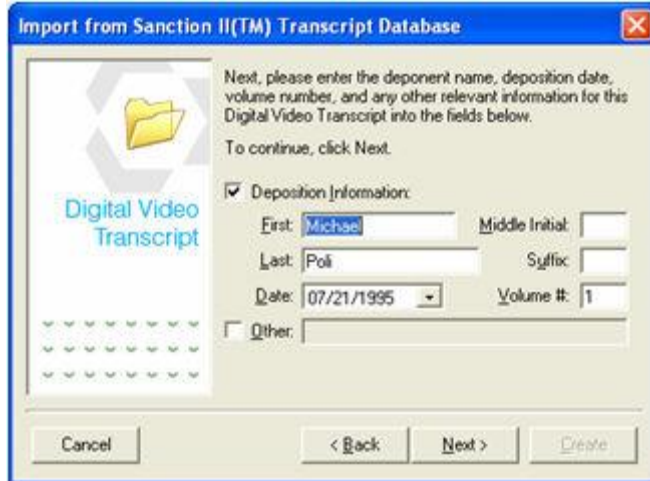 Import from Sanction II(TM) Transcript Database
Next, please enter the deponent name, deposition date,
volume number, and any other relevant information for this
Digital Video Transcript into the fields below.
To continue, click Next.
Digital Video
Transcript
Deposition Information:
First: Michael Middle Initial:
Last: Poli Suffix:
Date: 07/21/1995 Volume #: 1
Other:
Cancel < Back Next > Create